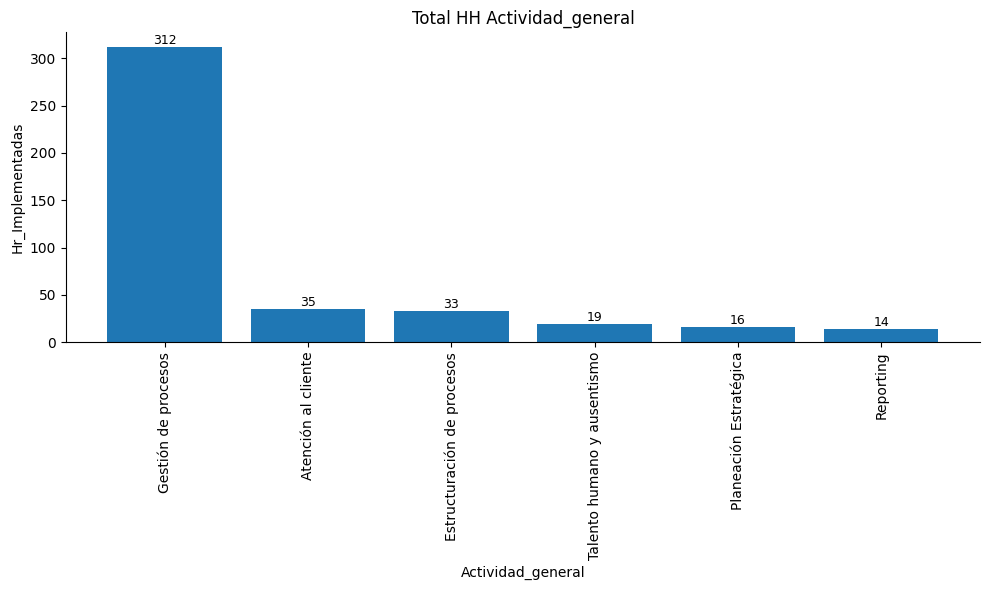 Total HH Actividad_general
Hr_Implementadas
300
250
200
150
100
50
0
312
35
33
19
16
14
Gestión de procesos
Atención al cliente
Estructuración de procesos
Talento humano y ausentismo
Planeación Estratégica
Reporting
Actividad_general